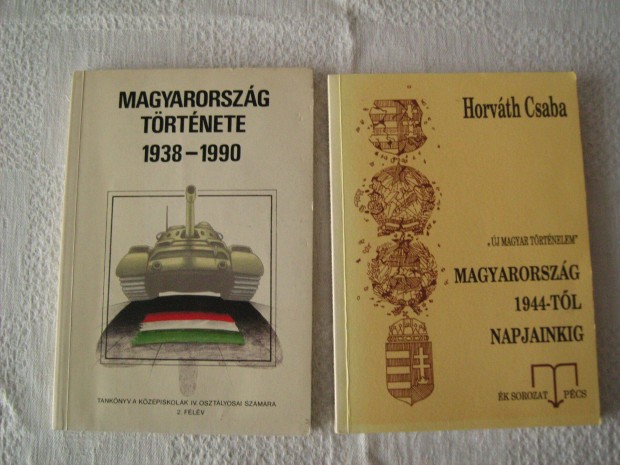 MAGYARORSZÁG
TÖRTÉNETE
1938–1990
TANKÖNYV A KÖZÉPISKOLÁK IV. OSZTÁLYOSAI SZÁMÁRA
2. FÉLÉV
Horváth Csaba
„ÚJ MAGYAR TÖRTÉNELEM"
MAGYARORSZÁG
1944-TŐL
NAPJAINKIG
ÉK SOROZAT PÉCS